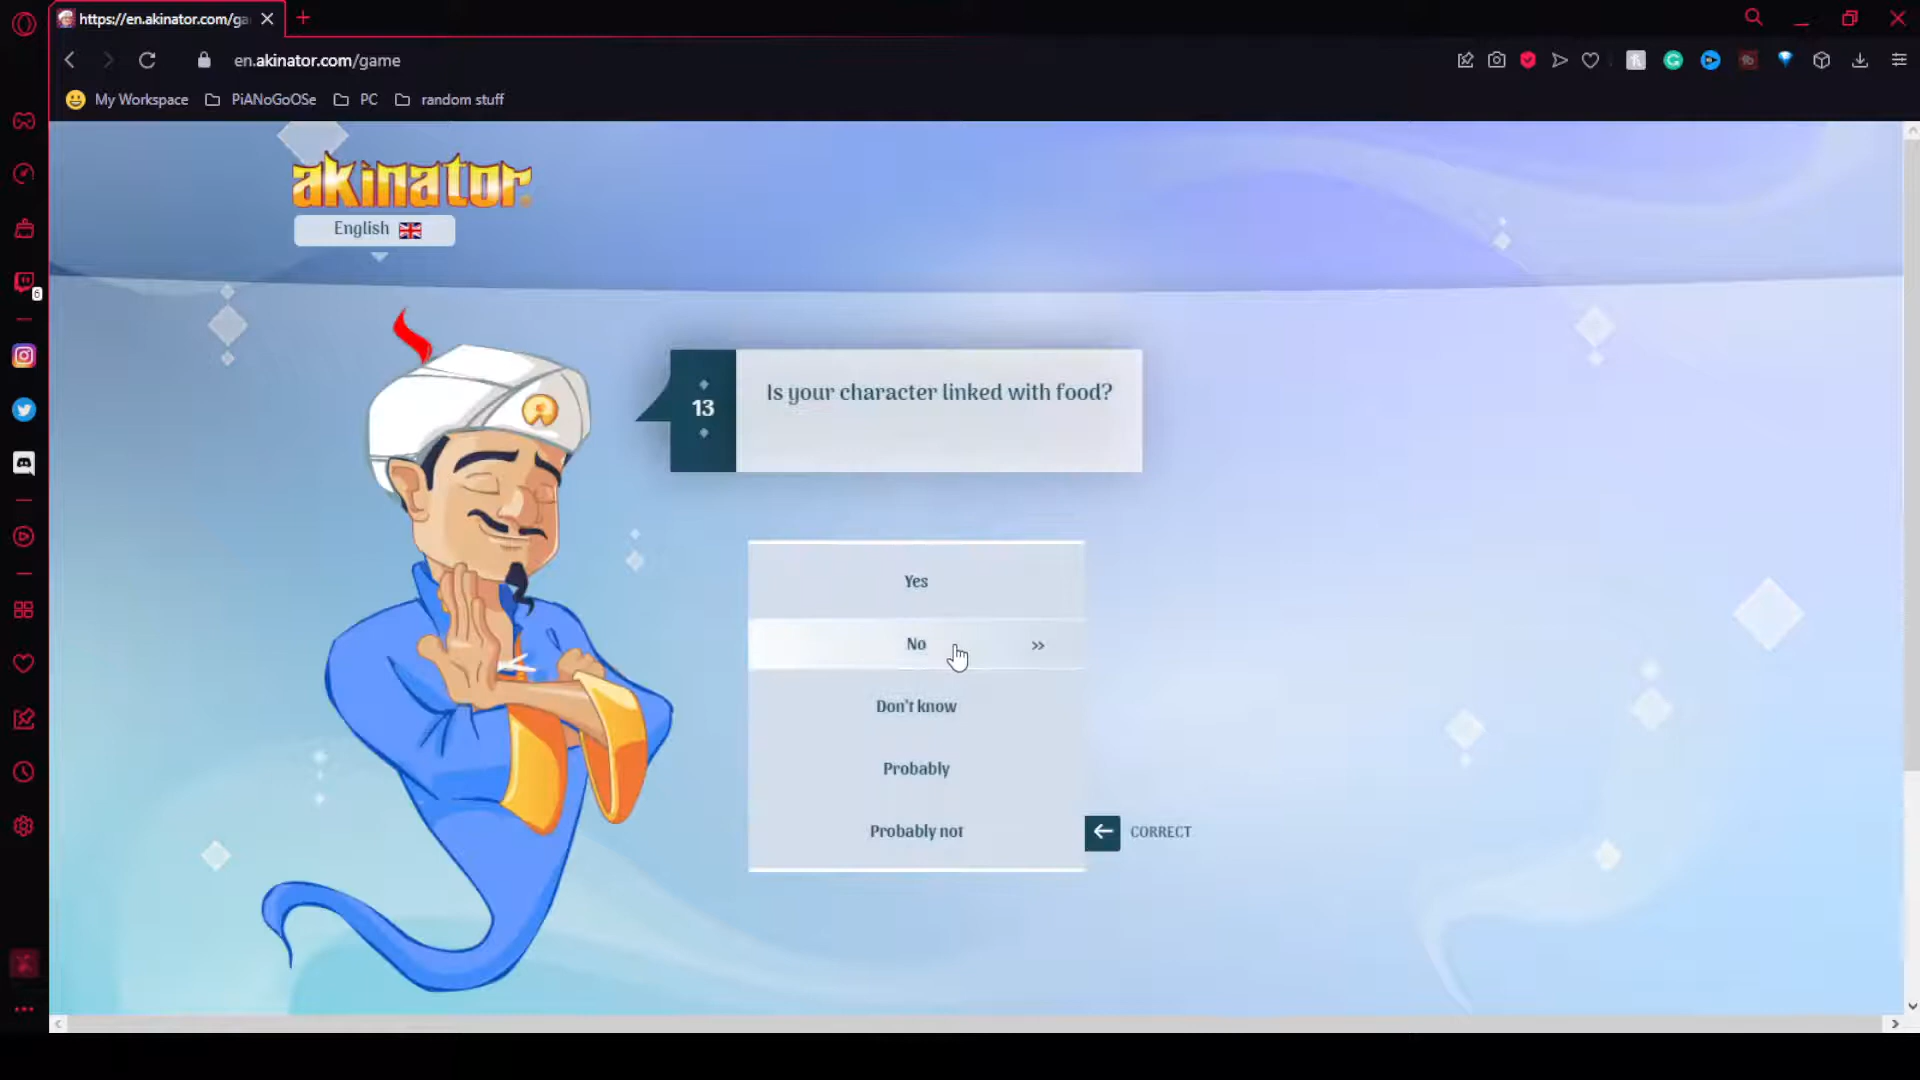 https://en.akinator.com/ga
en.akinator.com/game
My Workspace
PiANoGoOSe
PC
random stuff
6
akinator
English
13
Is your character linked with food?
Yes
No
Don't know
Probably
Probably not
CORRECT